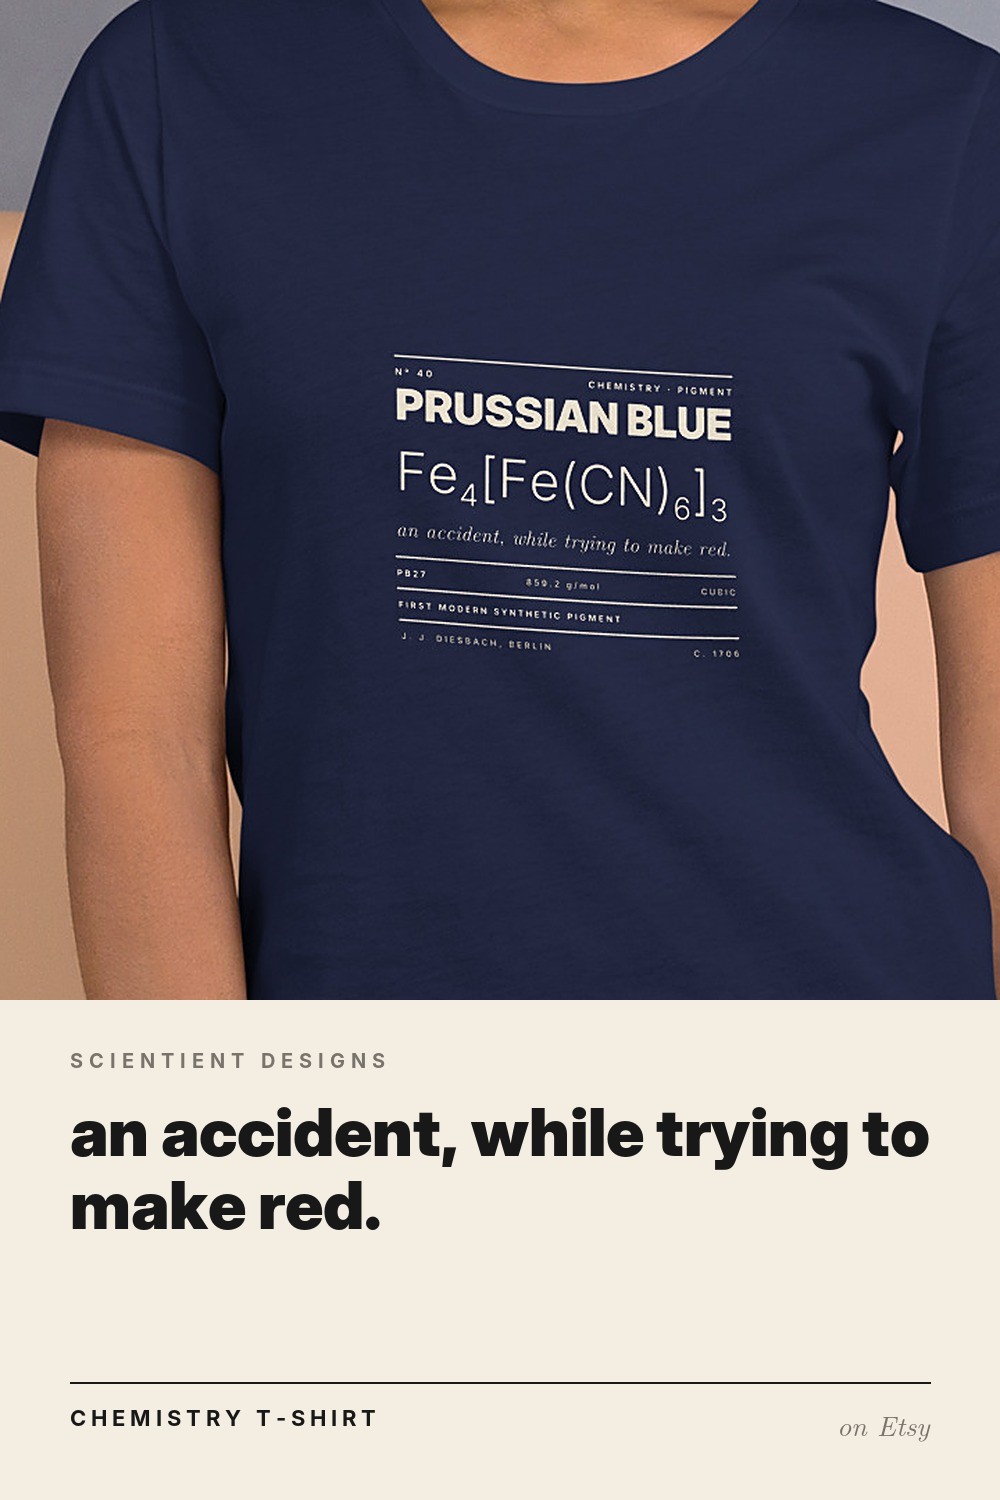 Nº 40
CHEMISTRY · PIGMENT
PRUSSIAN BLUE
Fe₄[Fe(CN)₆]₃
an accident, while trying to make red.
PB27 859.2 g/mol CUBIC
FIRST MODERN SYNTHETIC PIGMENT
J. J. DIESBACH, BERLIN C. 1706
SCIENTIENT DESIGNS
an accident, while trying to
make red.
CHEMISTRY T-SHIRT
on Etsy